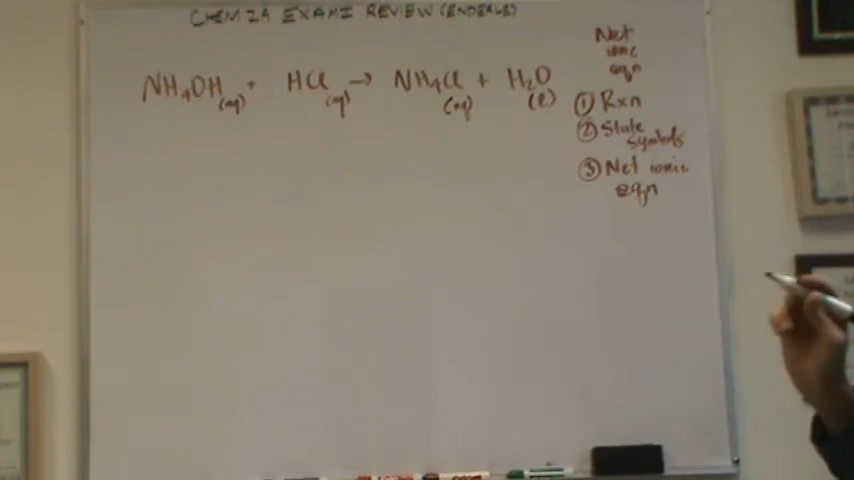 CHEM 2A EXAM I REVIEW (ENDERLE)
NH4OH(aq) + HCl(aq) → NH4Cl(aq) + H2O(l)
Net
ionic
eqn
① Rxn
② State
symbols
③ Net ionic
eqn